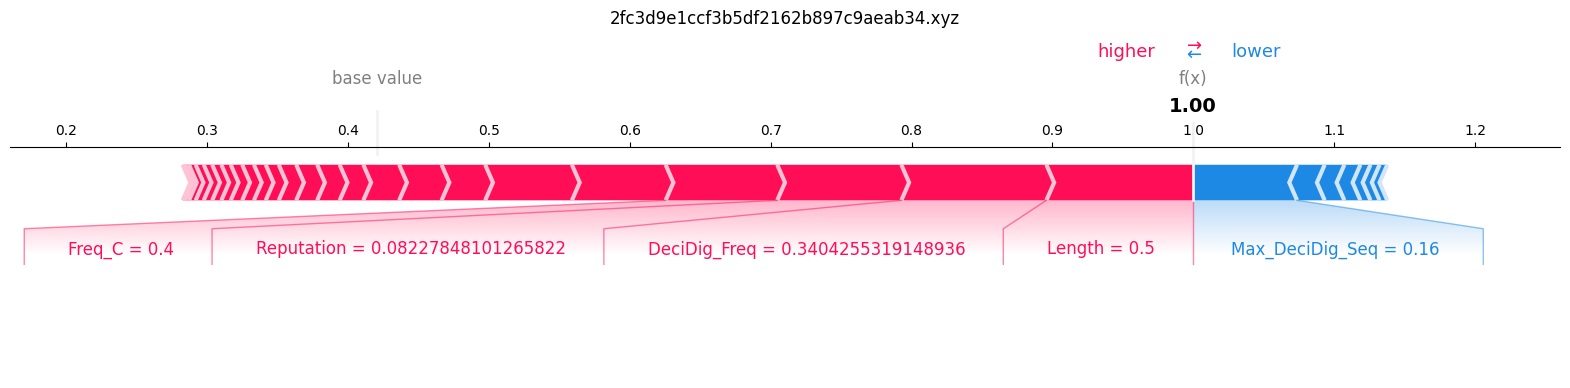 2fc3d9e1ccf3b5df2162b897c9aeab34.xyz
higher ⇄ lower
base value f(x)
1.00
0.2 0.3 0.4 0.5 0.6 0.7 0.8 0.9 1.0 1.1 1.2
Freq_C = 0.4 Reputation = 0.08227848101265822 DeciDig_Freq = 0.3404255319148936 Length = 0.5 Max_DeciDig_Seq = 0.16